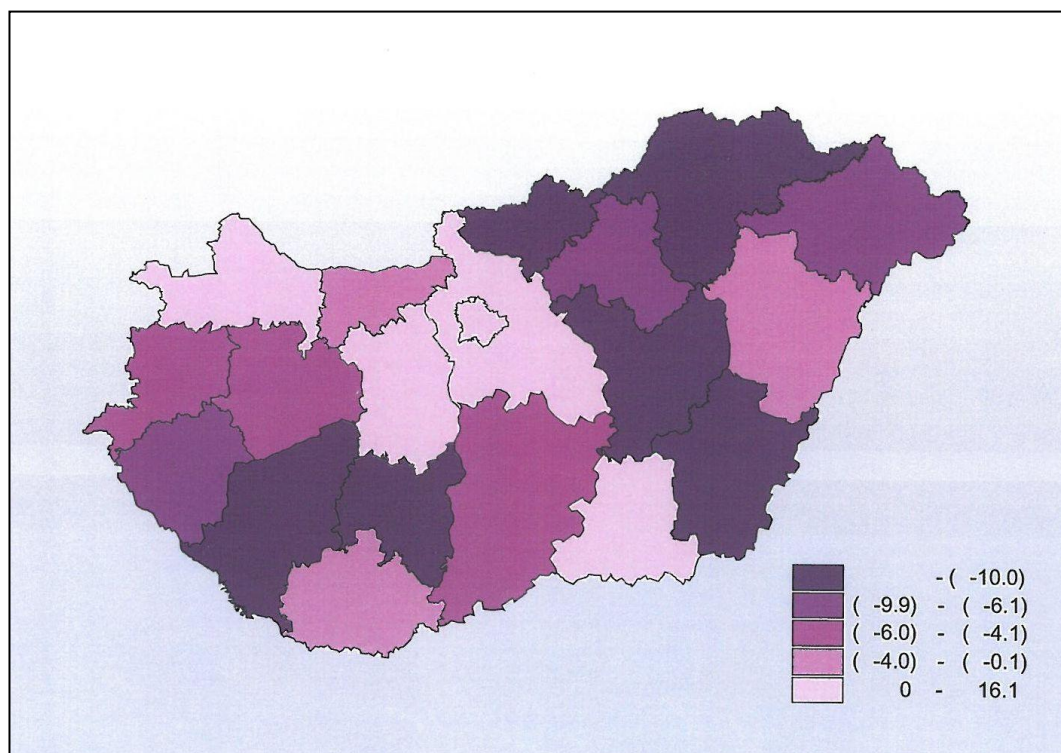 - ( -10.0)
( -9.9) - ( -6.1)
( -6.0) - ( -4.1)
( -4.0) - ( -0.1)
0 - 16.1